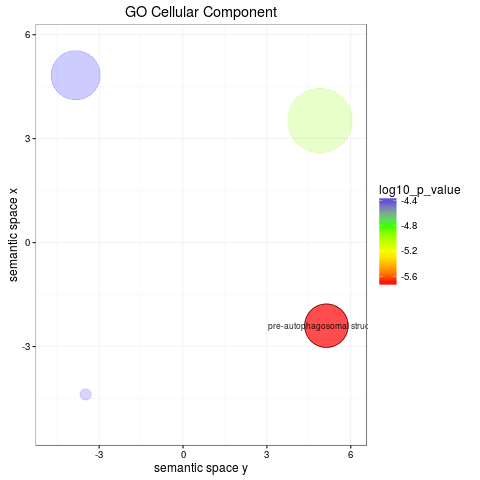 GO Cellular Component
6
3
0
-3
semantic space x
pre-autophagosomal struc
-3
0
3
6
semantic space y
log10_p_value
-4.4
-4.8
-5.2
-5.6